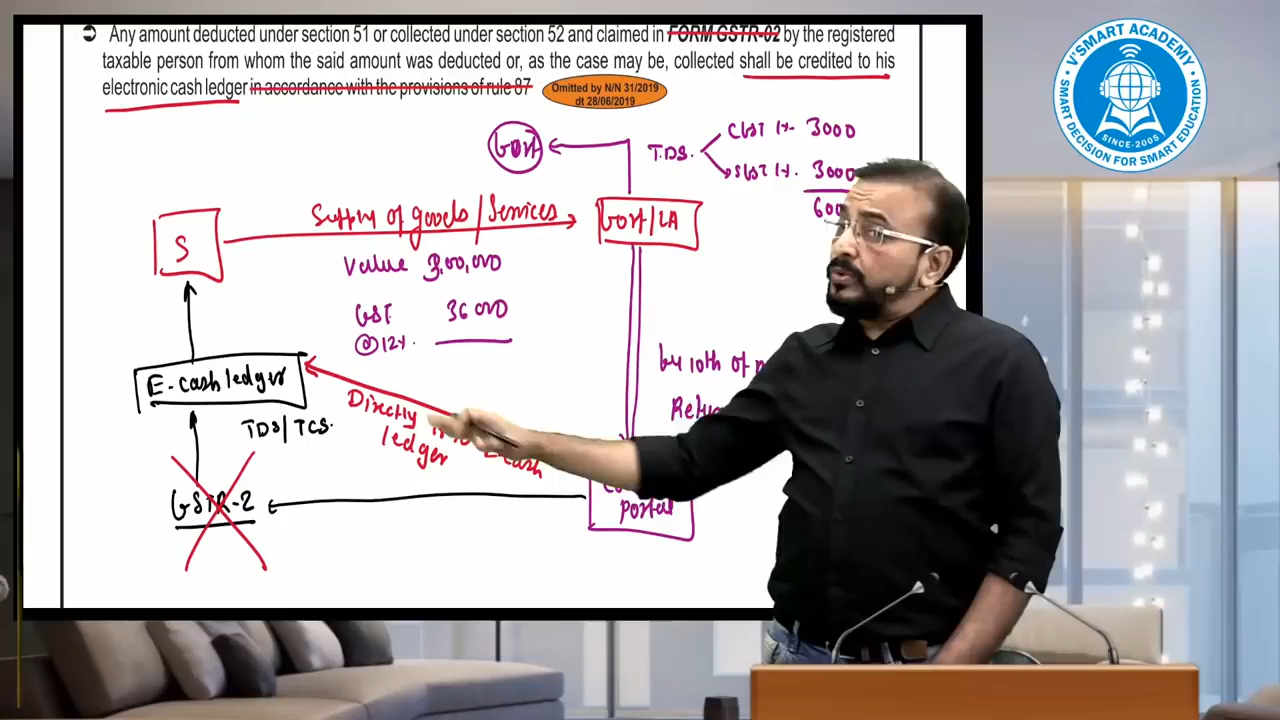 Any amount deducted under section 51 or collected under section 52 and claimed in FORM GSTR-02 by the registered
taxable person from whom the said amount was deducted or, as the case may be, collected shall be credited to his
electronic cash ledger in accordance with the provisions of rule 87
Omitted by N/N 31/2019
dt 28/06/2019
V'SMART ACADEMY
SINCE-2005
SMART DECISION FOR SMART EDUCATION
Govt
TDS.
CGST 1%. 3000
SGST 1%. 3000
600
S
Supply of goods/Services
Govt/LA
Value 3,00,000
GST 36000
@12%.
E-cash ledger
by 10th of
Directly
ledger
E-cash
TDS/TCS.
GSTR-2
portal